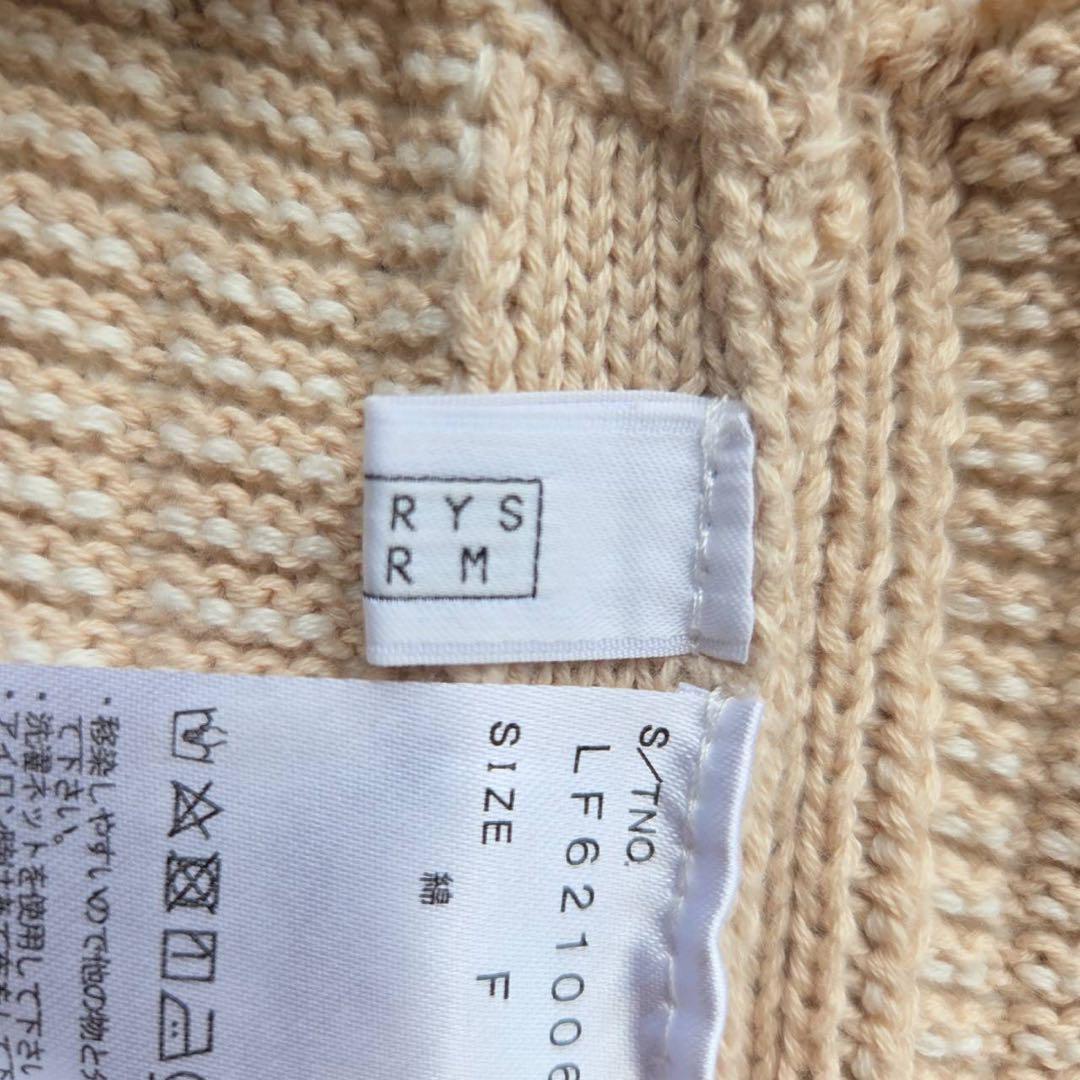 RYS
RM
S/TNO.
LF621006
SIZE F
綿
・移染しやすいので他の物と
て下さい。
・洗濯ネットを使用して下さい